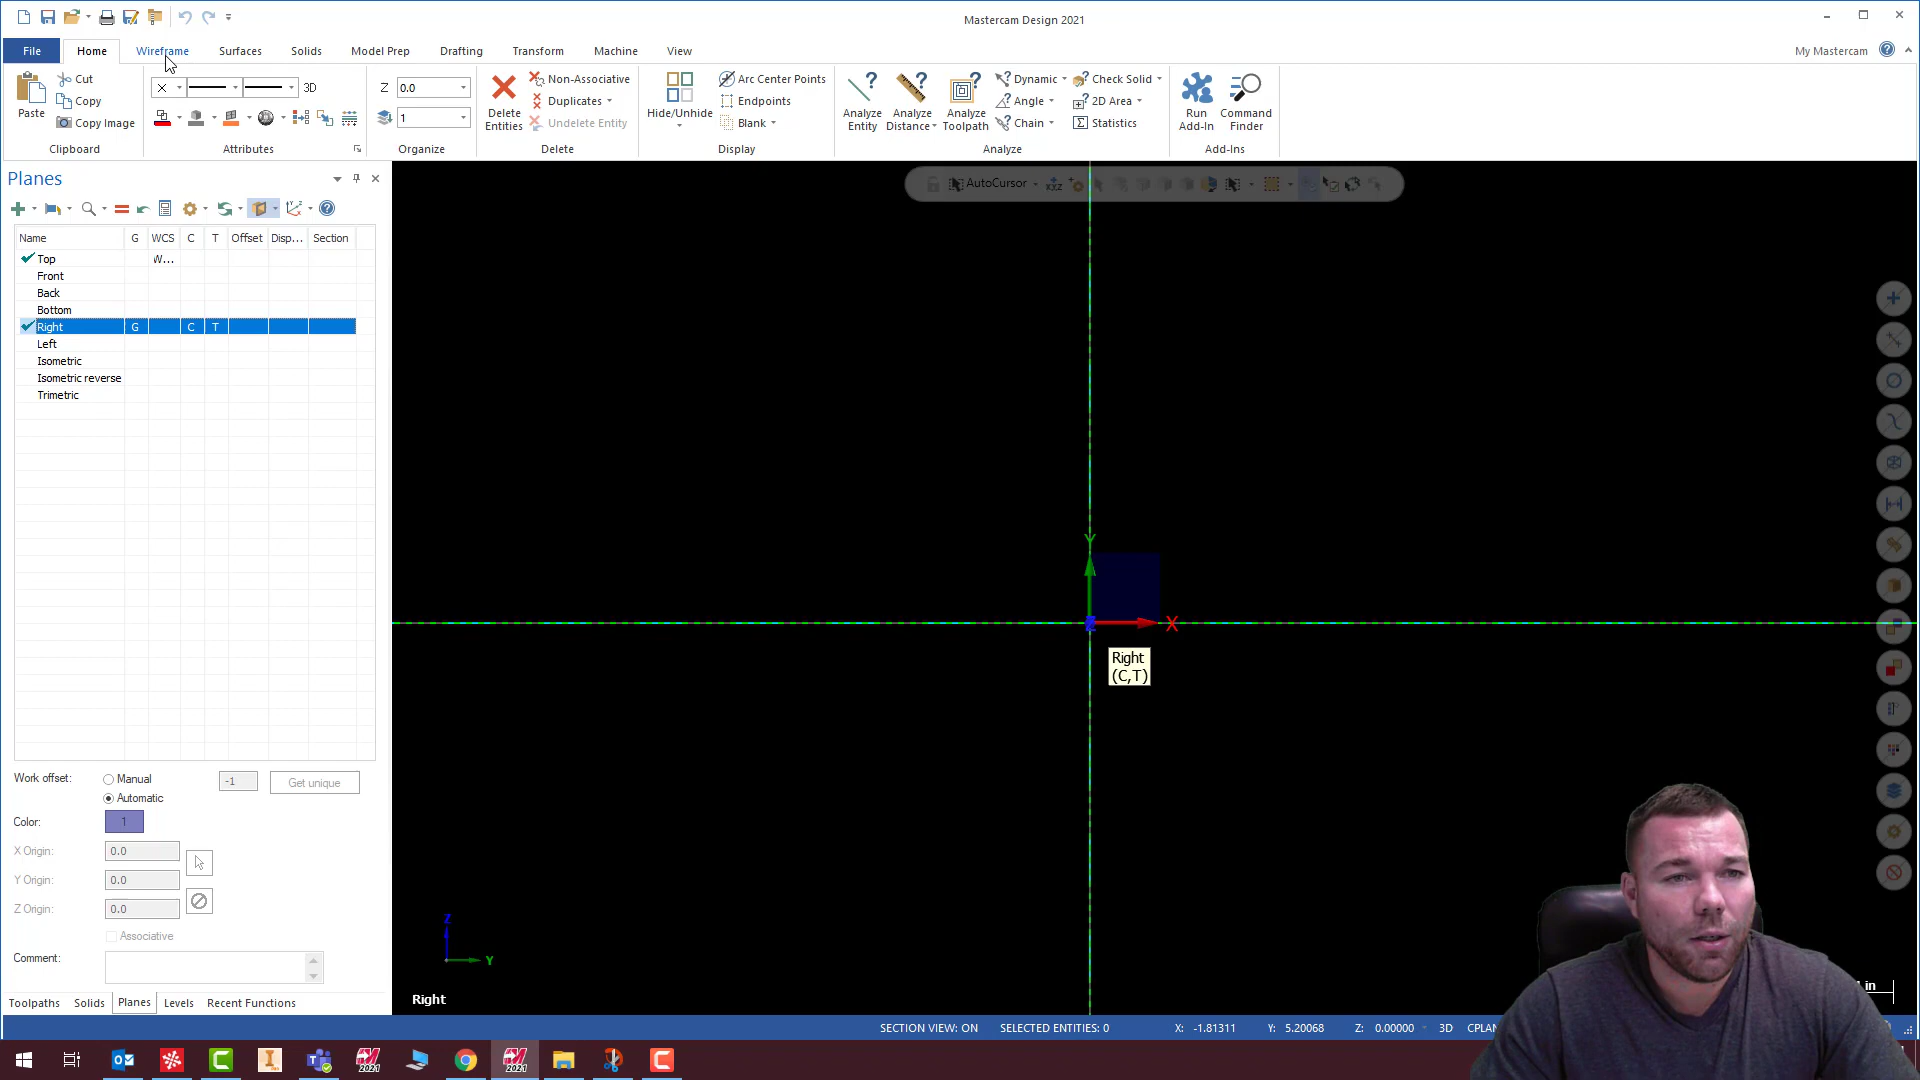 Mastercam Design 2021
File Home Wireframe Surfaces Solids Model Prep Drafting Transform Machine View My Mastercam
Paste
Cut
Copy
Copy Image
Clipboard
3D
Attributes
Z 0.0
1
Organize
Delete Entities
Non-Associative
Duplicates
Undelete Entity
Delete
Hide/Unhide
Arc Center Points
Endpoints
Blank
Display
Analyze Entity
Analyze Distance
Analyze Toolpath
Dynamic
Angle
Chain
Check Solid
2D Area
Statistics
Analyze
Run Add-In
Command Finder
Add-Ins
Planes
AutoCursor
Name G WCS C T Offset Disp... Section
Top W...
Front
Back
Bottom
Right G C T
Left
Isometric
Isometric reverse
Trimetric
Y
X
Right
(C,T)
Work offset: Manual -1 Get unique
Automatic
Color: 1
X Origin: 0.0
Y Origin: 0.0
Z Origin: 0.0
Associative
Comment:
Z
Y
Right
in
Toolpaths Solids Planes Levels Recent Functions
SECTION VIEW: ON SELECTED ENTITIES: 0 X: -1.81311 Y: 5.20068 Z: 0.00000 3D CPLAN
2021 2021